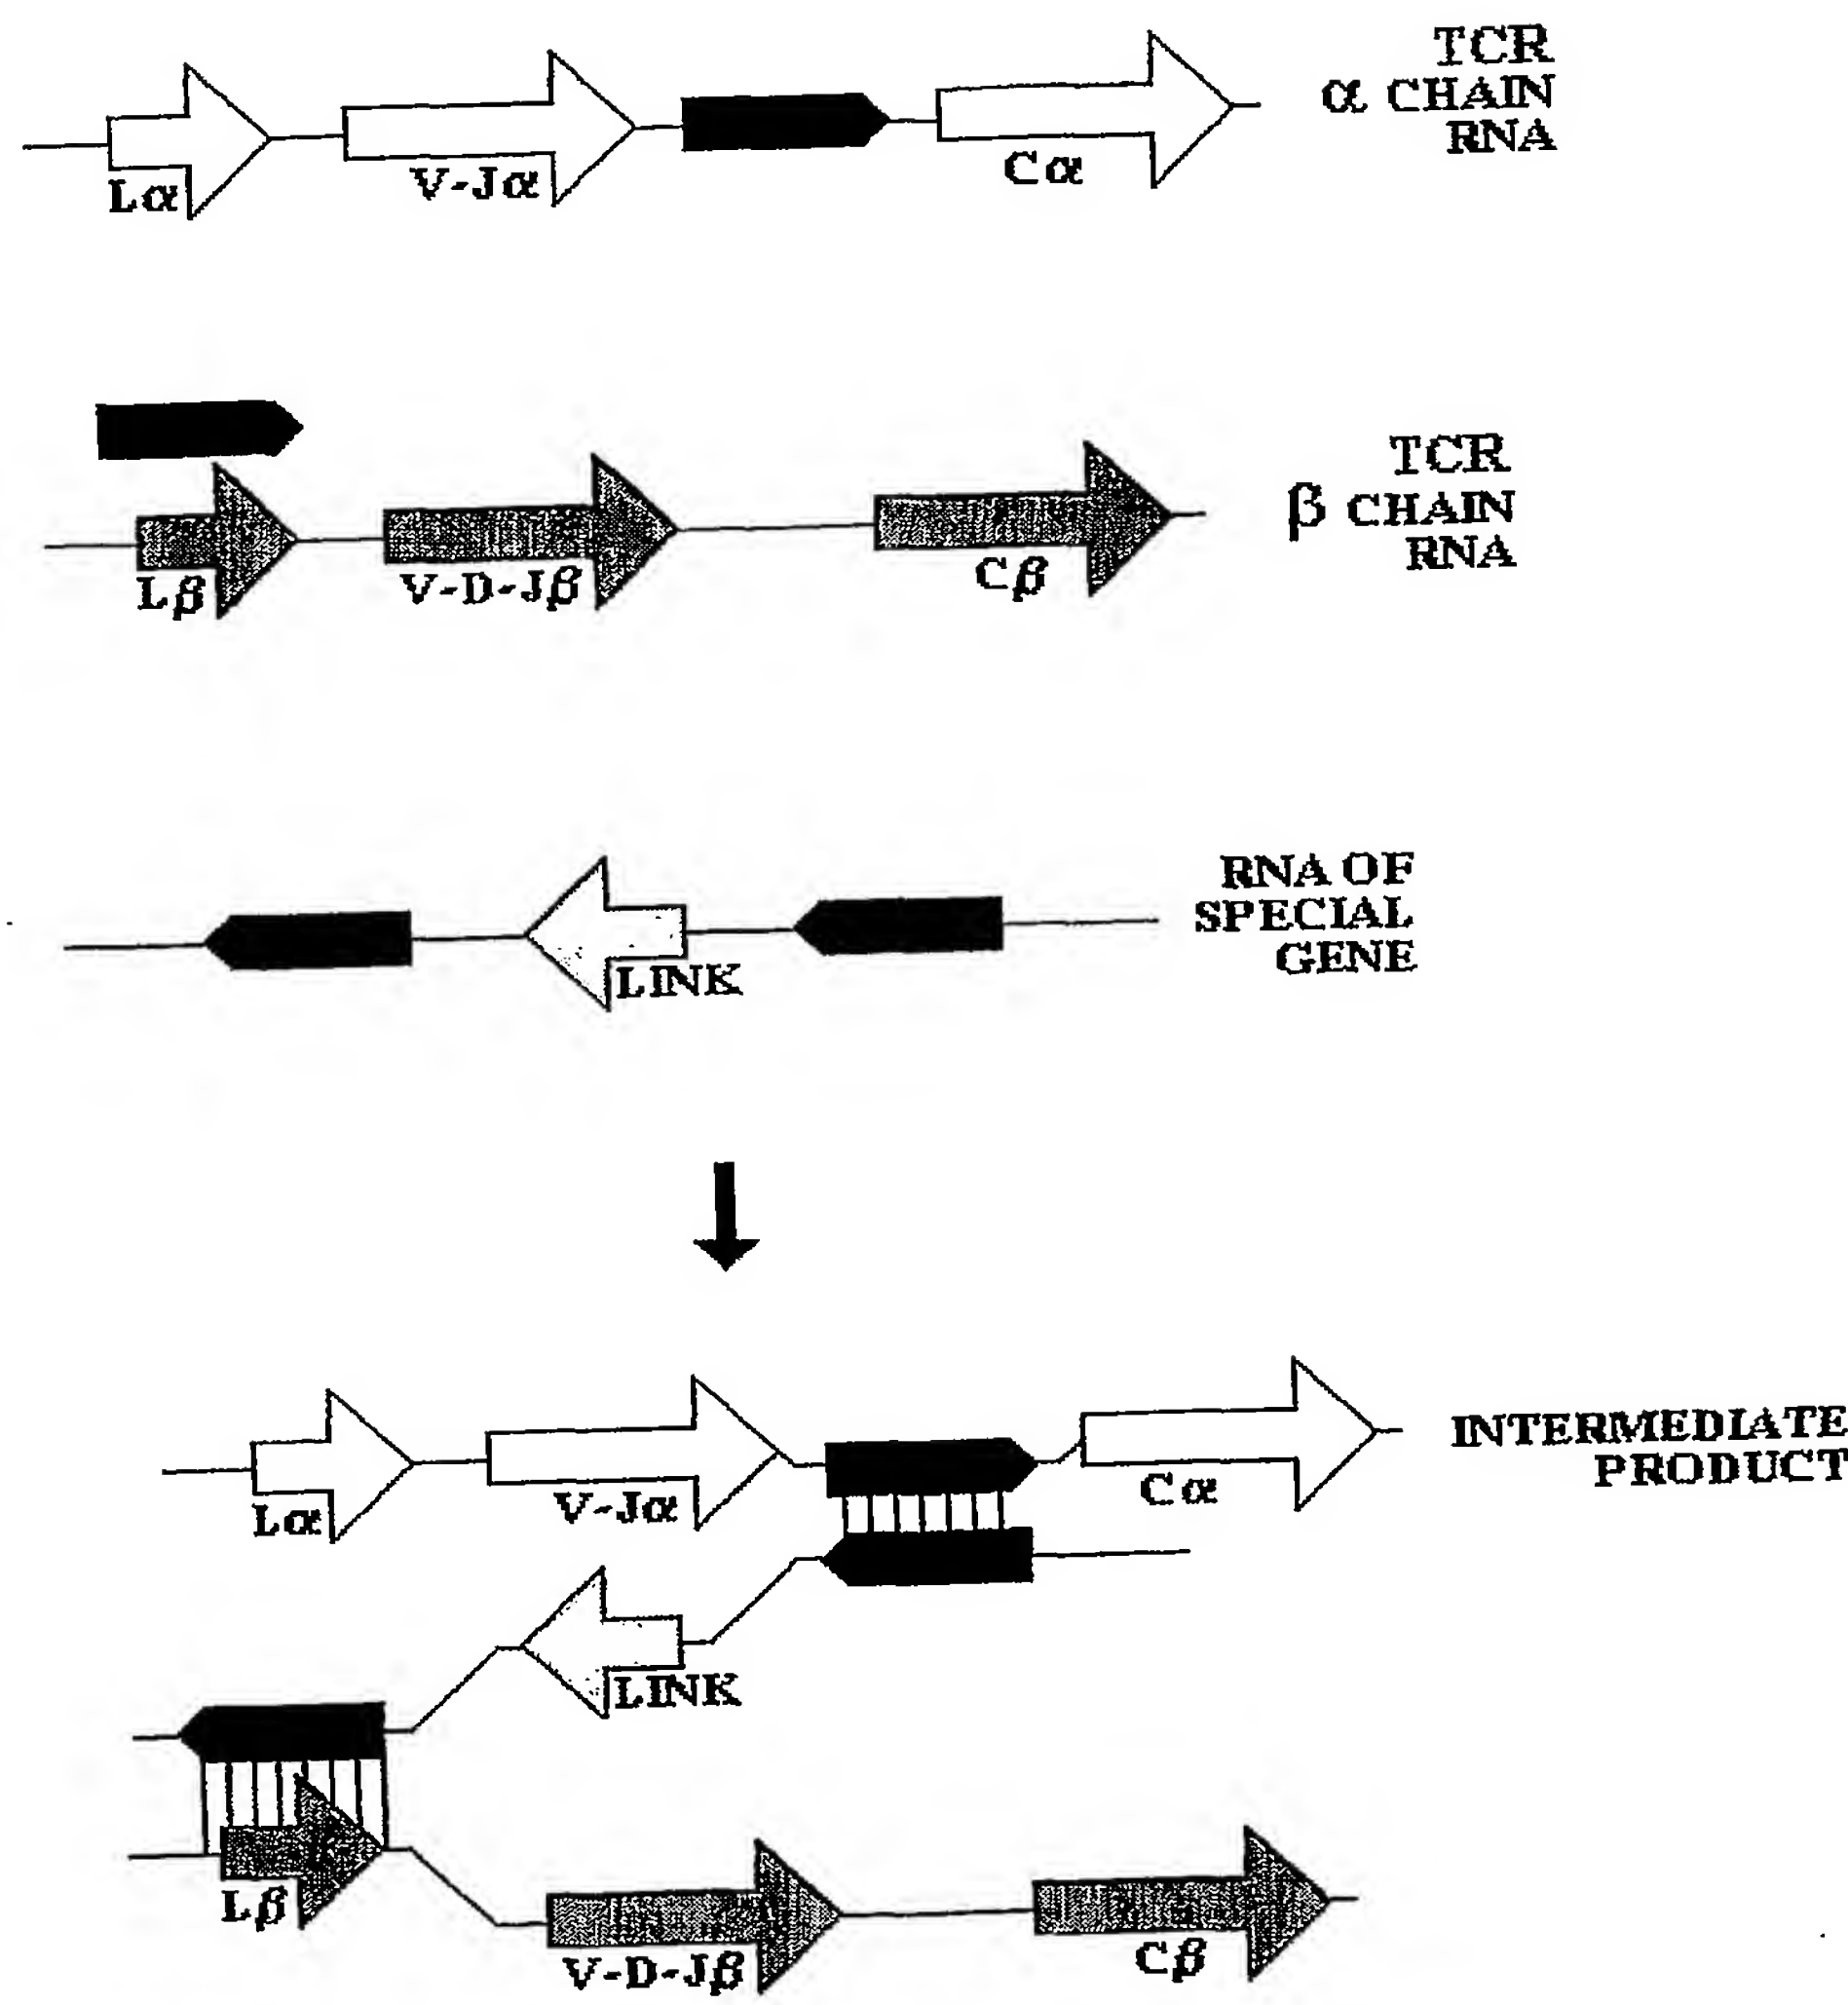 TCR
α CHAIN
RNA
Lα
V-Jα
Cα
TCR
β CHAIN
RNA
Lβ
V-D-Jβ
Cβ
RNA OF
SPECIAL
GENE
LINK
INTERMEDIATE
PRODUCT
Lα
V-Jα
Cα
LINK
Lβ
V-D-Jβ
Cβ